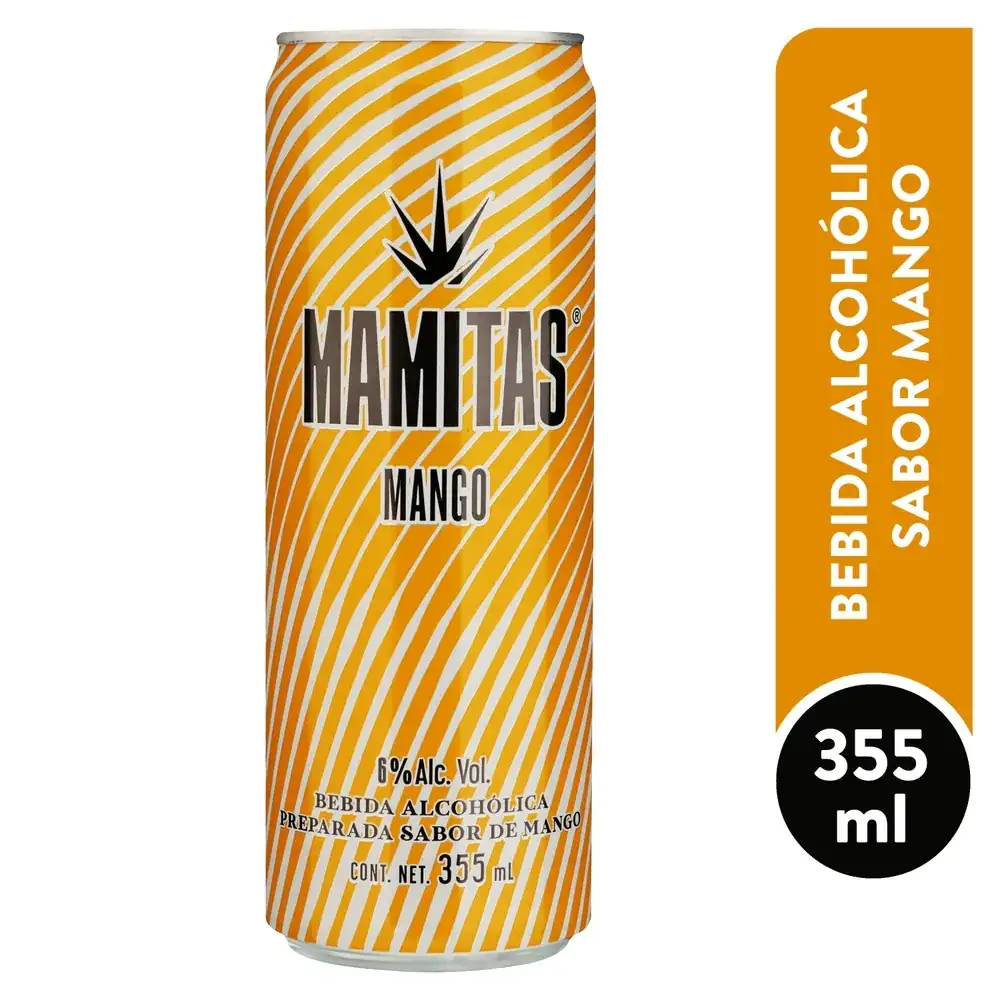 MAMITAS®
MANGO
6% Alc. Vol.
BEBIDA ALCOHÓLICA
PREPARADA SABOR DE MANGO
CONT. NET. 355 mL
BEBIDA ALCOHÓLICA
SABOR MANGO
355
ml